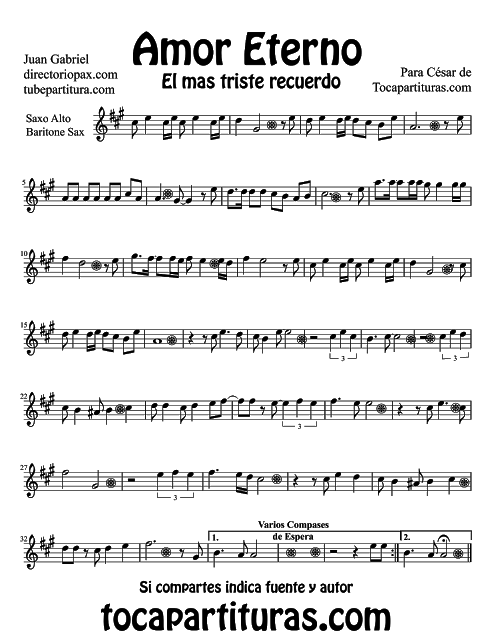 Amor Eterno
El mas triste recuerdo
Juan Gabriel
directoriopax.com
tubepartitura.com
Para César de
Tocapartituras.com
Saxo Alto
Baritone Sax
5
10
15
3
3
22
3
27
3
32
1.
Varios Compases
de Espera
2.
Si compartes indica fuente y autor
tocapartituras.com